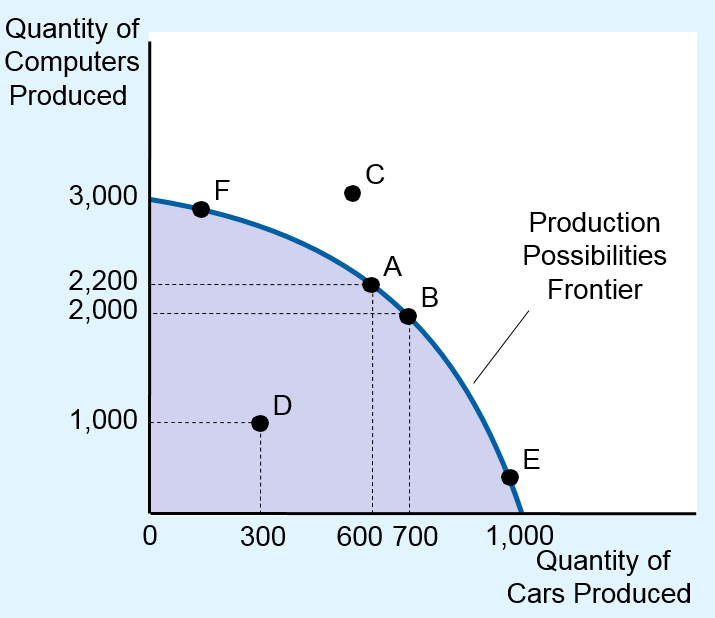 Quantity of
Computers
Produced
C
3,000
F
Production
Possibilities
Frontier
2,200
A
2,000
B
1,000
D
E
0
300
600
700
1,000
Quantity of
Cars Produced